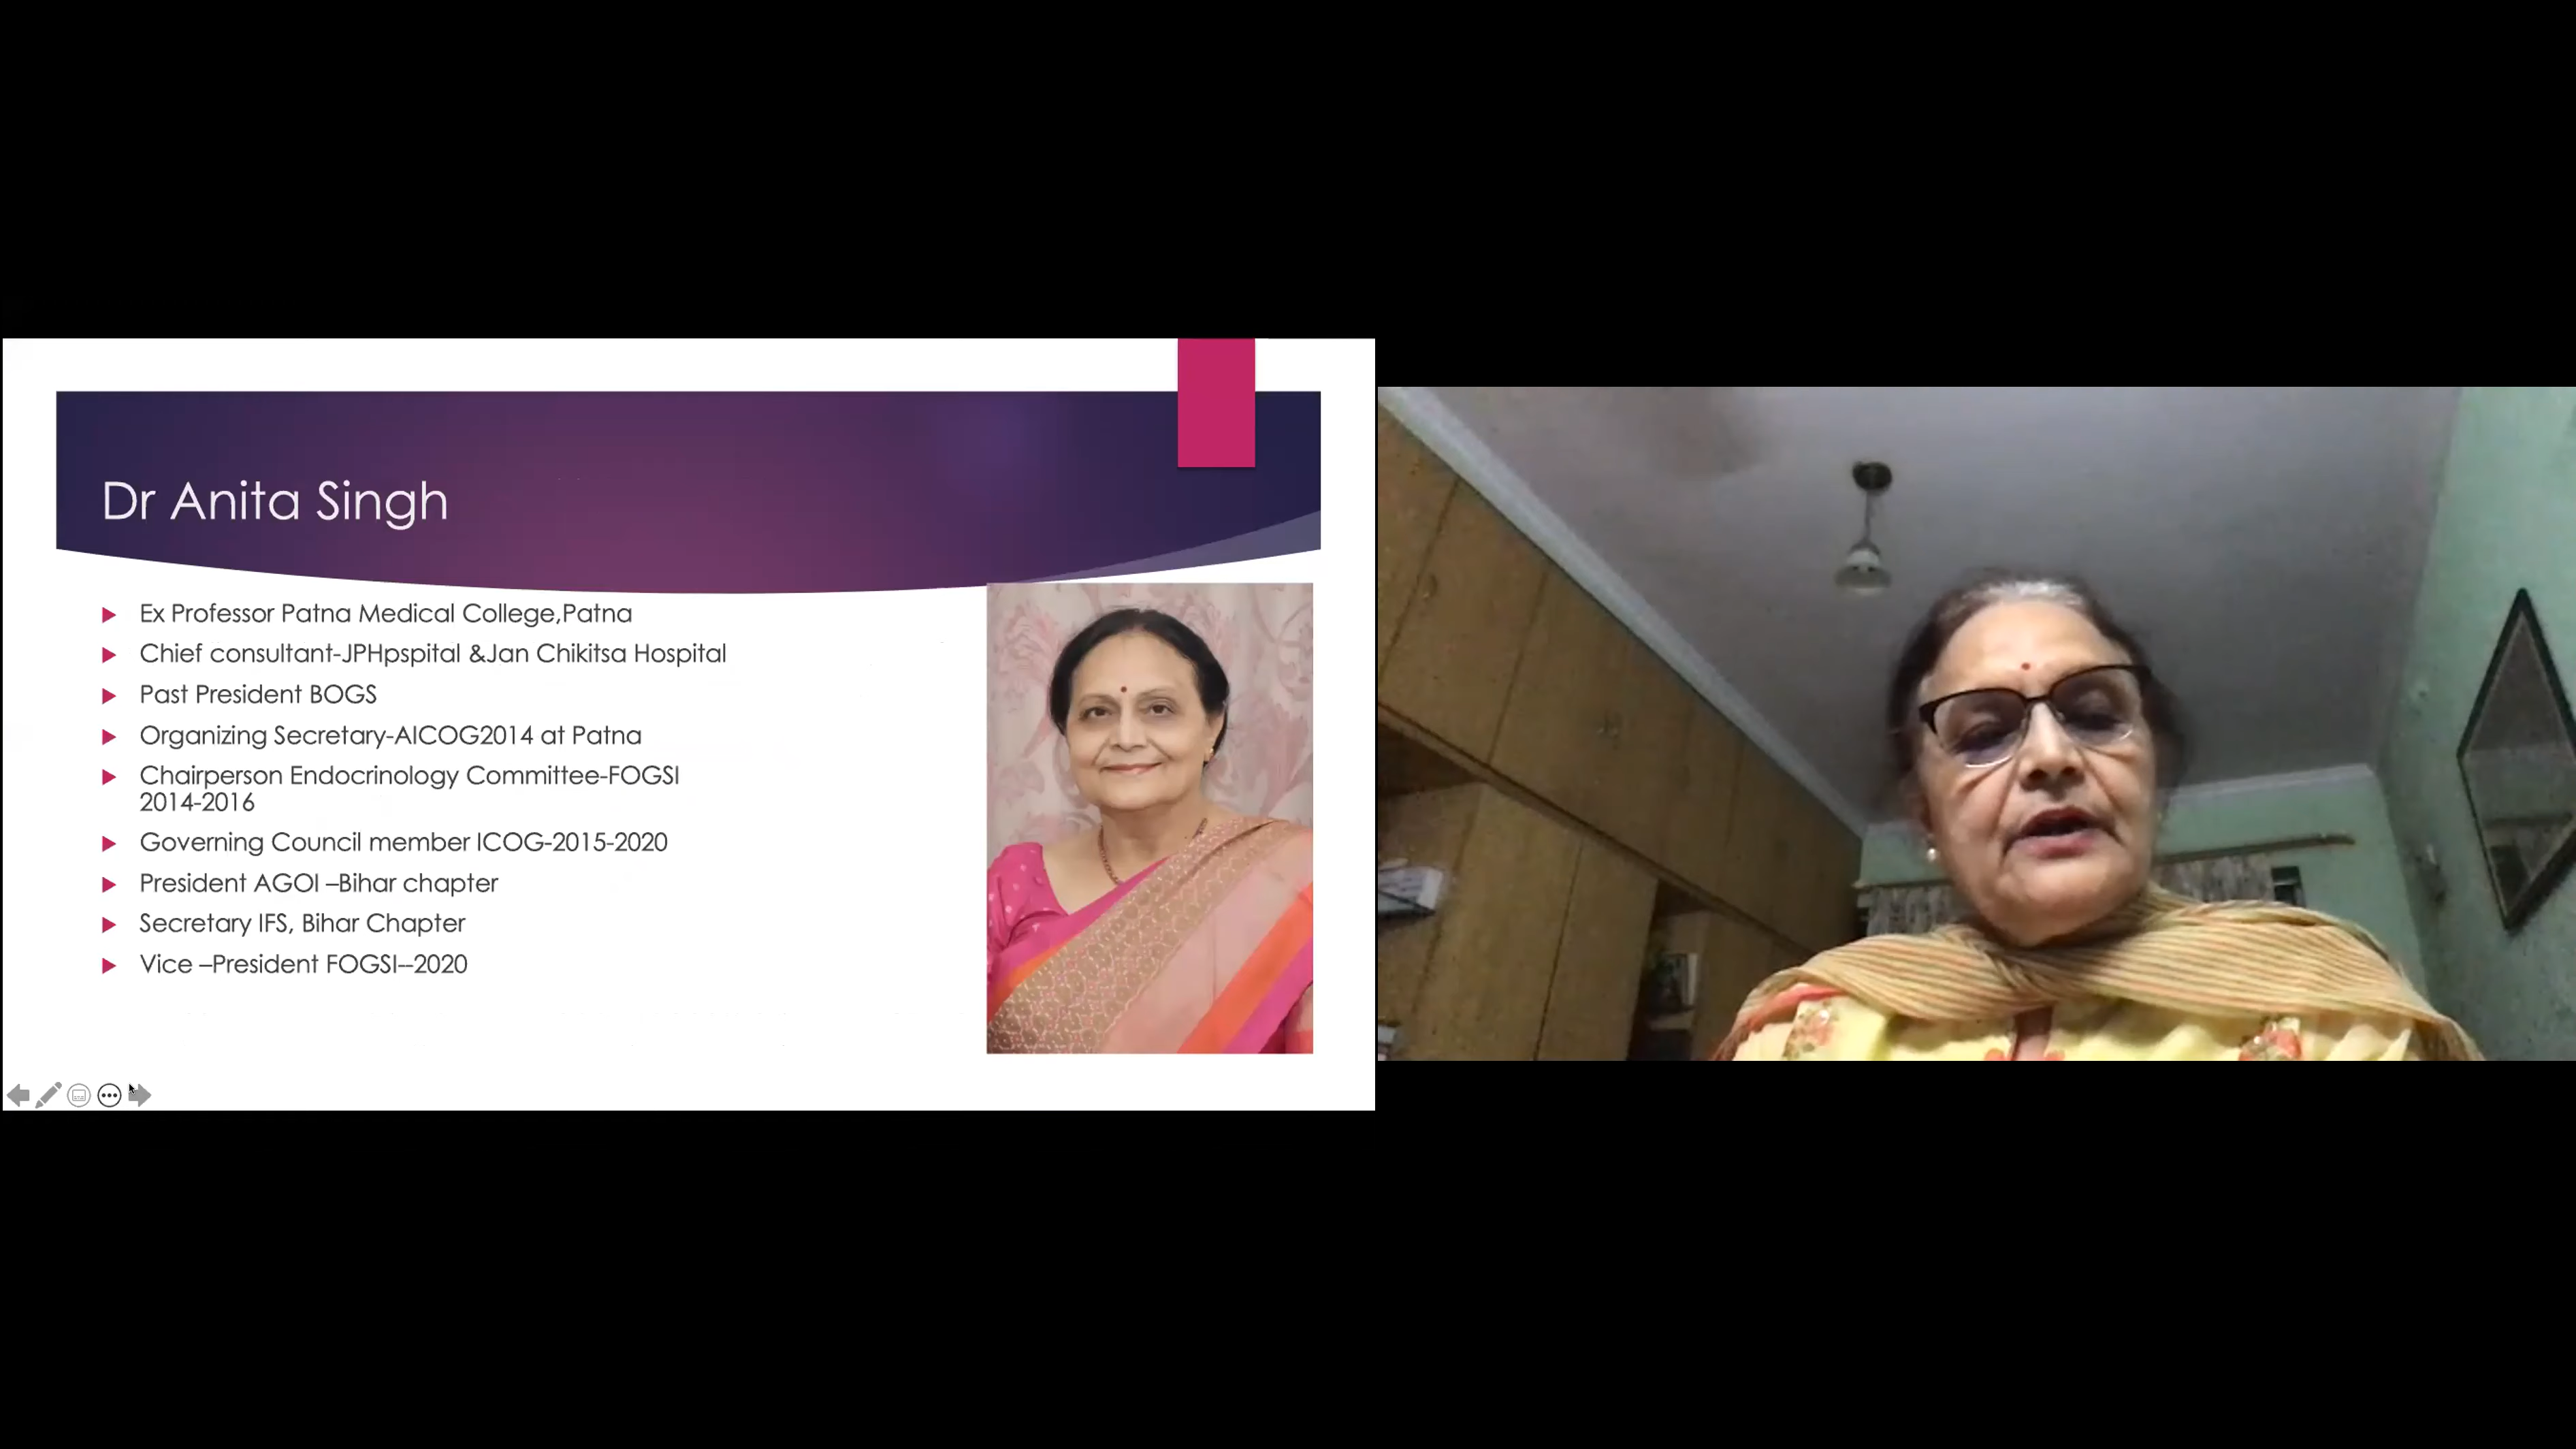 Dr Anita Singh
Ex Professor Patna Medical College,Patna
Chief consultant-JPHpspital &Jan Chikitsa Hospital
Past President BOGS
Organizing Secretary-AICOG2014 at Patna
Chairperson Endocrinology Committee-FOGSI
2014-2016
Governing Council member ICOG-2015-2020
President AGOI –Bihar chapter
Secretary IFS, Bihar Chapter
Vice –President FOGSI--2020